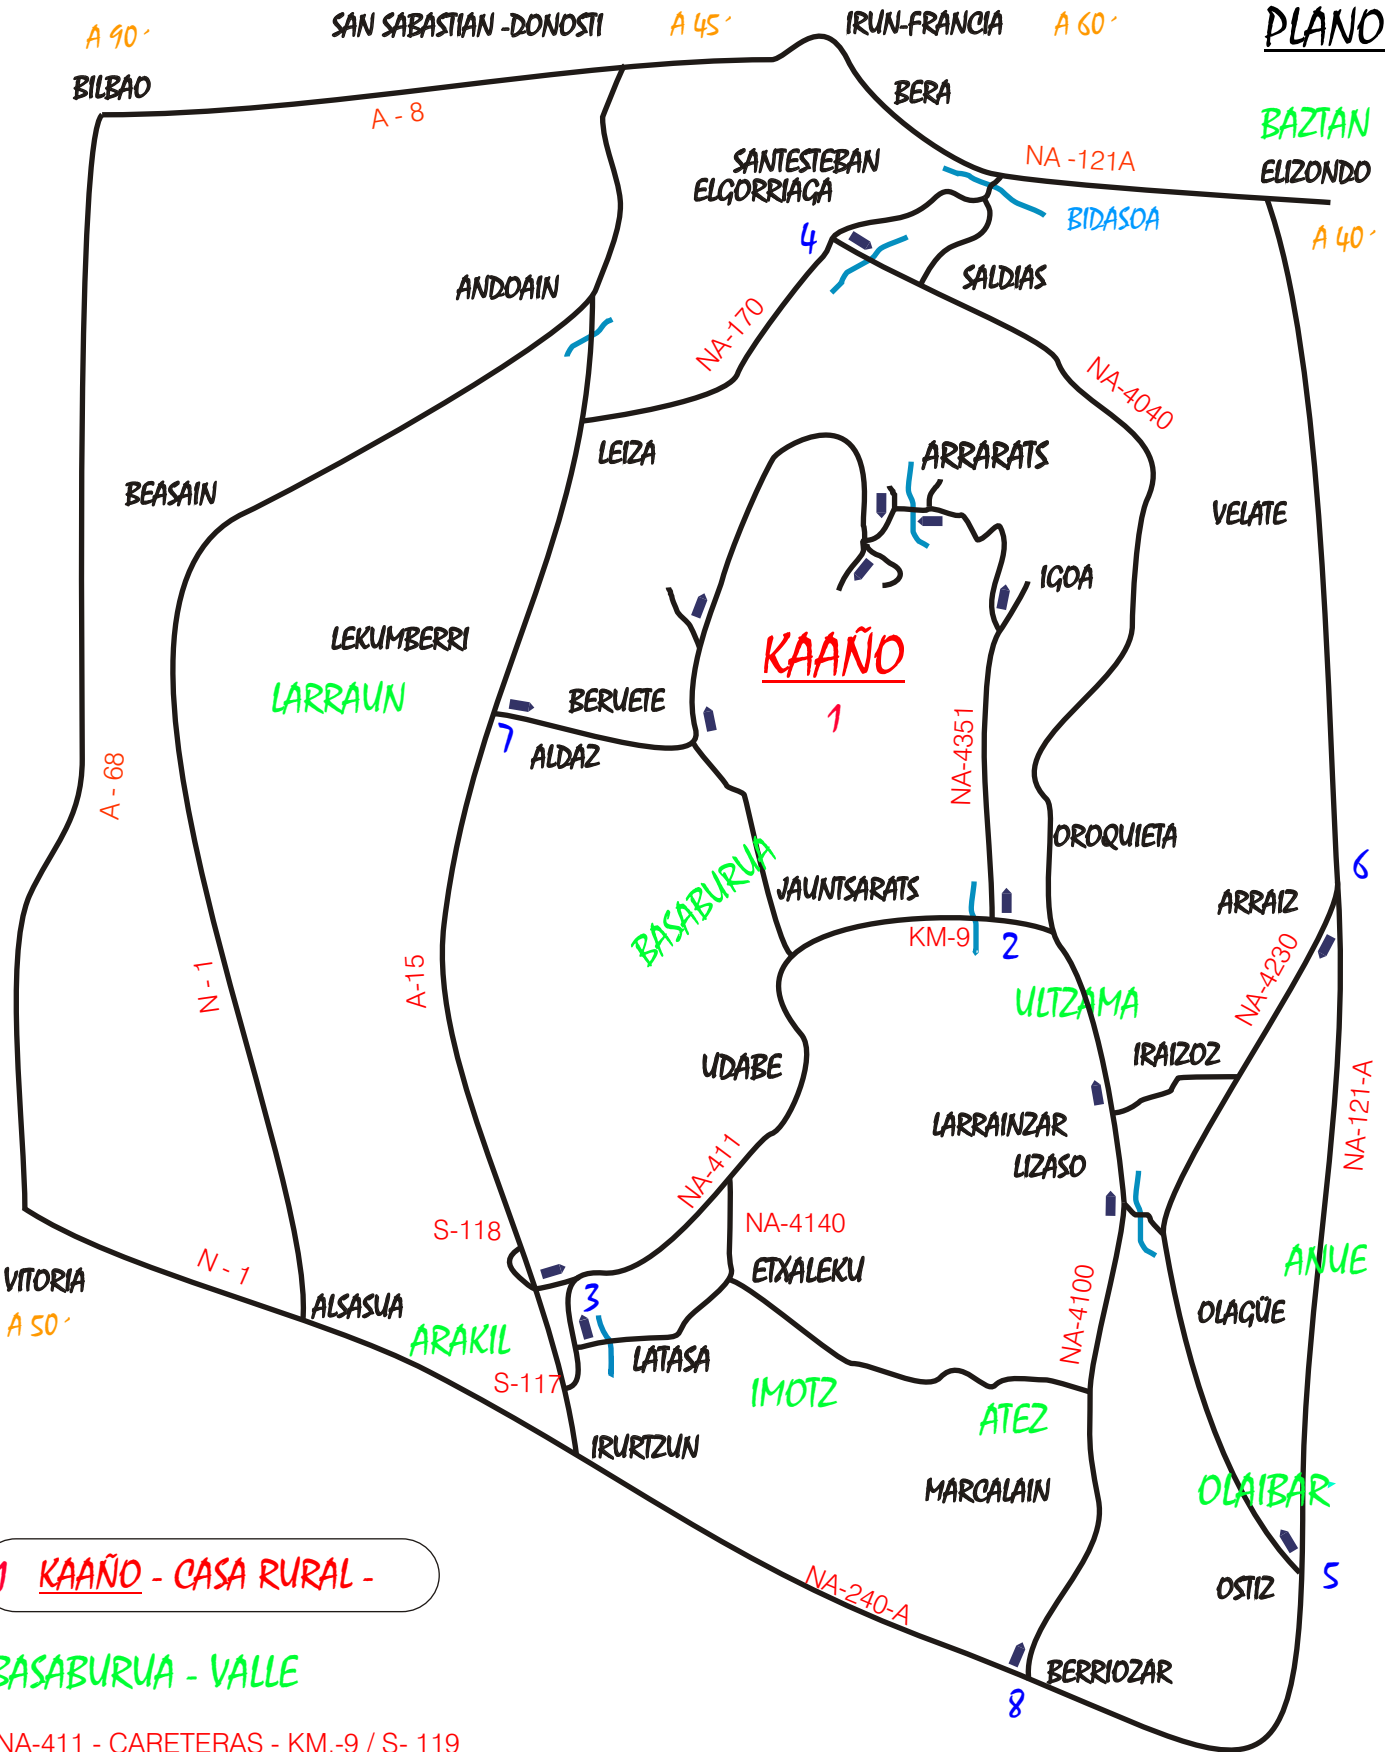 A 90´
SAN SABASTIAN -DONOSTI
A 45´
IRUN-FRANCIA
A 60´
PLANO
BILBAO
A - 8
BERA
BAZTAN
SANTESTEBAN
ELGORRIAGA
NA -121A
ELIZONDO
BIDASOA
4
A 40´
ANDOAIN
SALDIAS
NA-170
NA-4040
LEIZA
ARRARATS
BEASAIN
VELATE
IGOA
LEKUMBERRI
KAAÑO
LARRAUN
BERUETE
1
7
ALDAZ
NA-4351
A - 68
OROQUIETA
6
BASABURUA
JAUNTSARATS
ARRAIZ
KM-9
2
N - 1
A-15
NA-4230
ULTZAMA
UDABE
IRAIZOZ
LARRAINZAR
LIZASO
NA-121-A
NA-411
S-118
NA-4140
N - 1
VITORIA
ETXALEKU
ANUE
A 50´
ALSASUA
3
NA-4100
OLAGÜE
ARAKIL
LATASA
S-117
IMOTZ
ATEZ
IRURTZUN
MARCALAIN
OLAIBAR
1 KAAÑO - CASA RURAL -
NA-240-A
OSTIZ
5
BASABURUA - VALLE
BERRIOZAR
8
NA-411 - CARETERAS - KM.-9 / S- 119